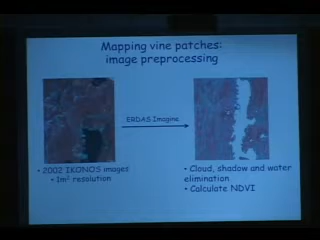 Mapping vine patches:
image preprocessing
ERDAS Imagine
• 2002 IKONOS images
• 1m² resolution
• Cloud, shadow and water
elimination
• Calculate NDVI